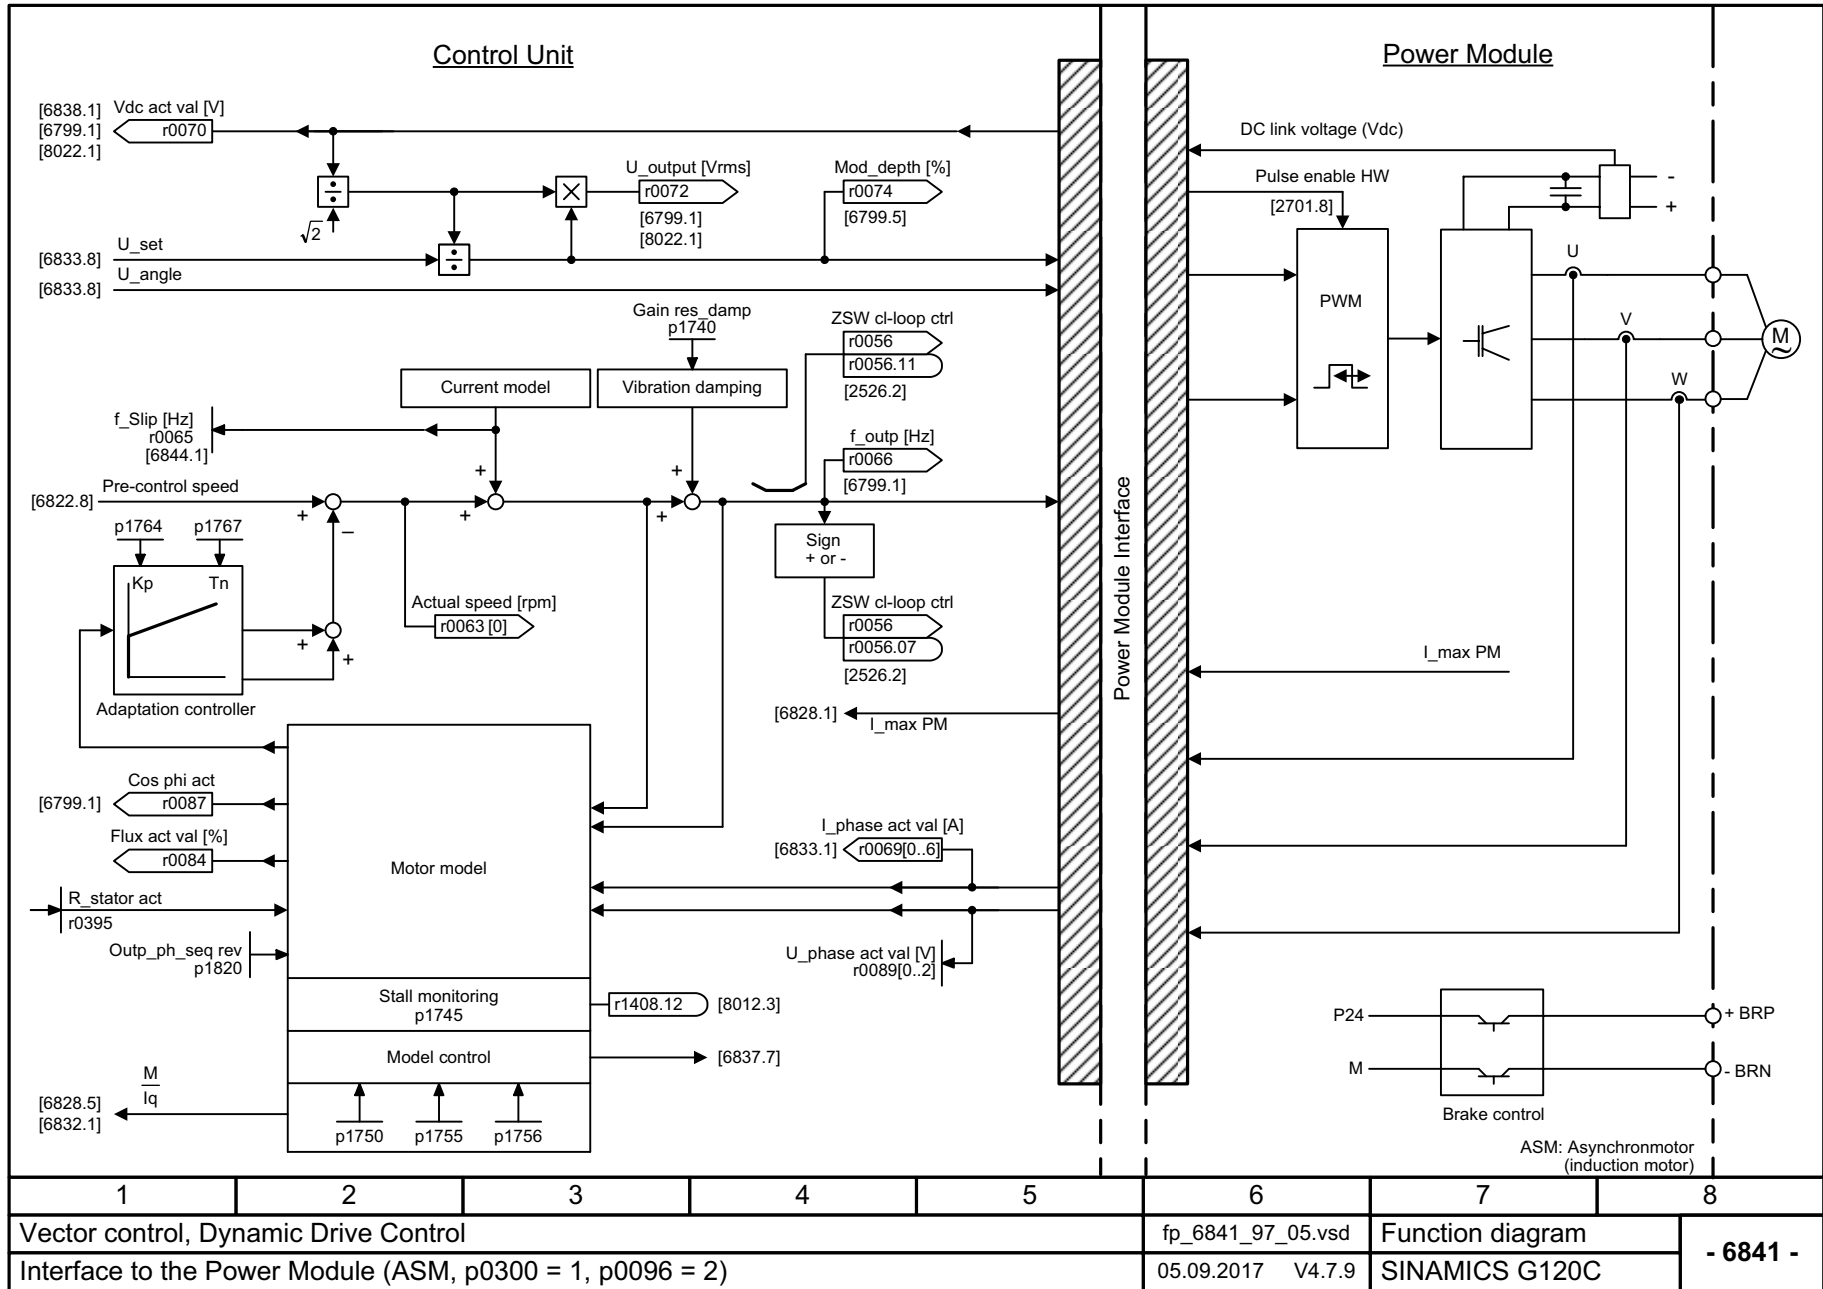 Control Unit
Power Module
[6838.1]
[6799.1]
[8022.1]
Vdc act val [V]
r0070
÷
√2
×
U_output [Vrms]
r0072
[6799.1]
[8022.1]
Mod_depth [%]
r0074
[6799.5]
[6833.8]
U_set
÷
U_angle
[6833.8]
Gain res_damp
p1740
Current model
Vibration damping
ZSW cl-loop ctrl
r0056
r0056.11
[2526.2]
f_Slip [Hz]
r0065
[6844.1]
f_outp [Hz]
r0066
[6799.1]
[6822.8]
Pre-control speed
+
–
+
+
+
+
p1764
p1767
Kp
Tn
+
+
Adaptation controller
Actual speed [rpm]
r0063 [0]
Sign
+ or -
ZSW cl-loop ctrl
r0056
r0056.07
[2526.2]
[6828.1]
I_max PM
Cos phi act
[6799.1]
r0087
Flux act val [%]
r0084
R_stator act
r0395
Outp_ph_seq rev
p1820
Motor model
I_phase act val [A]
[6833.1]
r0069[0..6]
U_phase act val [V]
r0089[0..2]
Stall monitoring
p1745
r1408.12
[8012.3]
Model control
[6837.7]
M
Iq
[6828.5]
[6832.1]
p1750
p1755
p1756
Power Module Interface
DC link voltage (Vdc)
Pulse enable HW
[2701.8]
-
+
PWM
U
V
W
M
~
I_max PM
P24
M
+ BRP
- BRN
Brake control
ASM: Asynchronmotor
(induction motor)
1 2 3 4 5 6 7 8
Vector control, Dynamic Drive Control
fp_6841_97_05.vsd
Function diagram
- 6841 -
Interface to the Power Module (ASM, p0300 = 1, p0096 = 2)
05.09.2017 V4.7.9
SINAMICS G120C